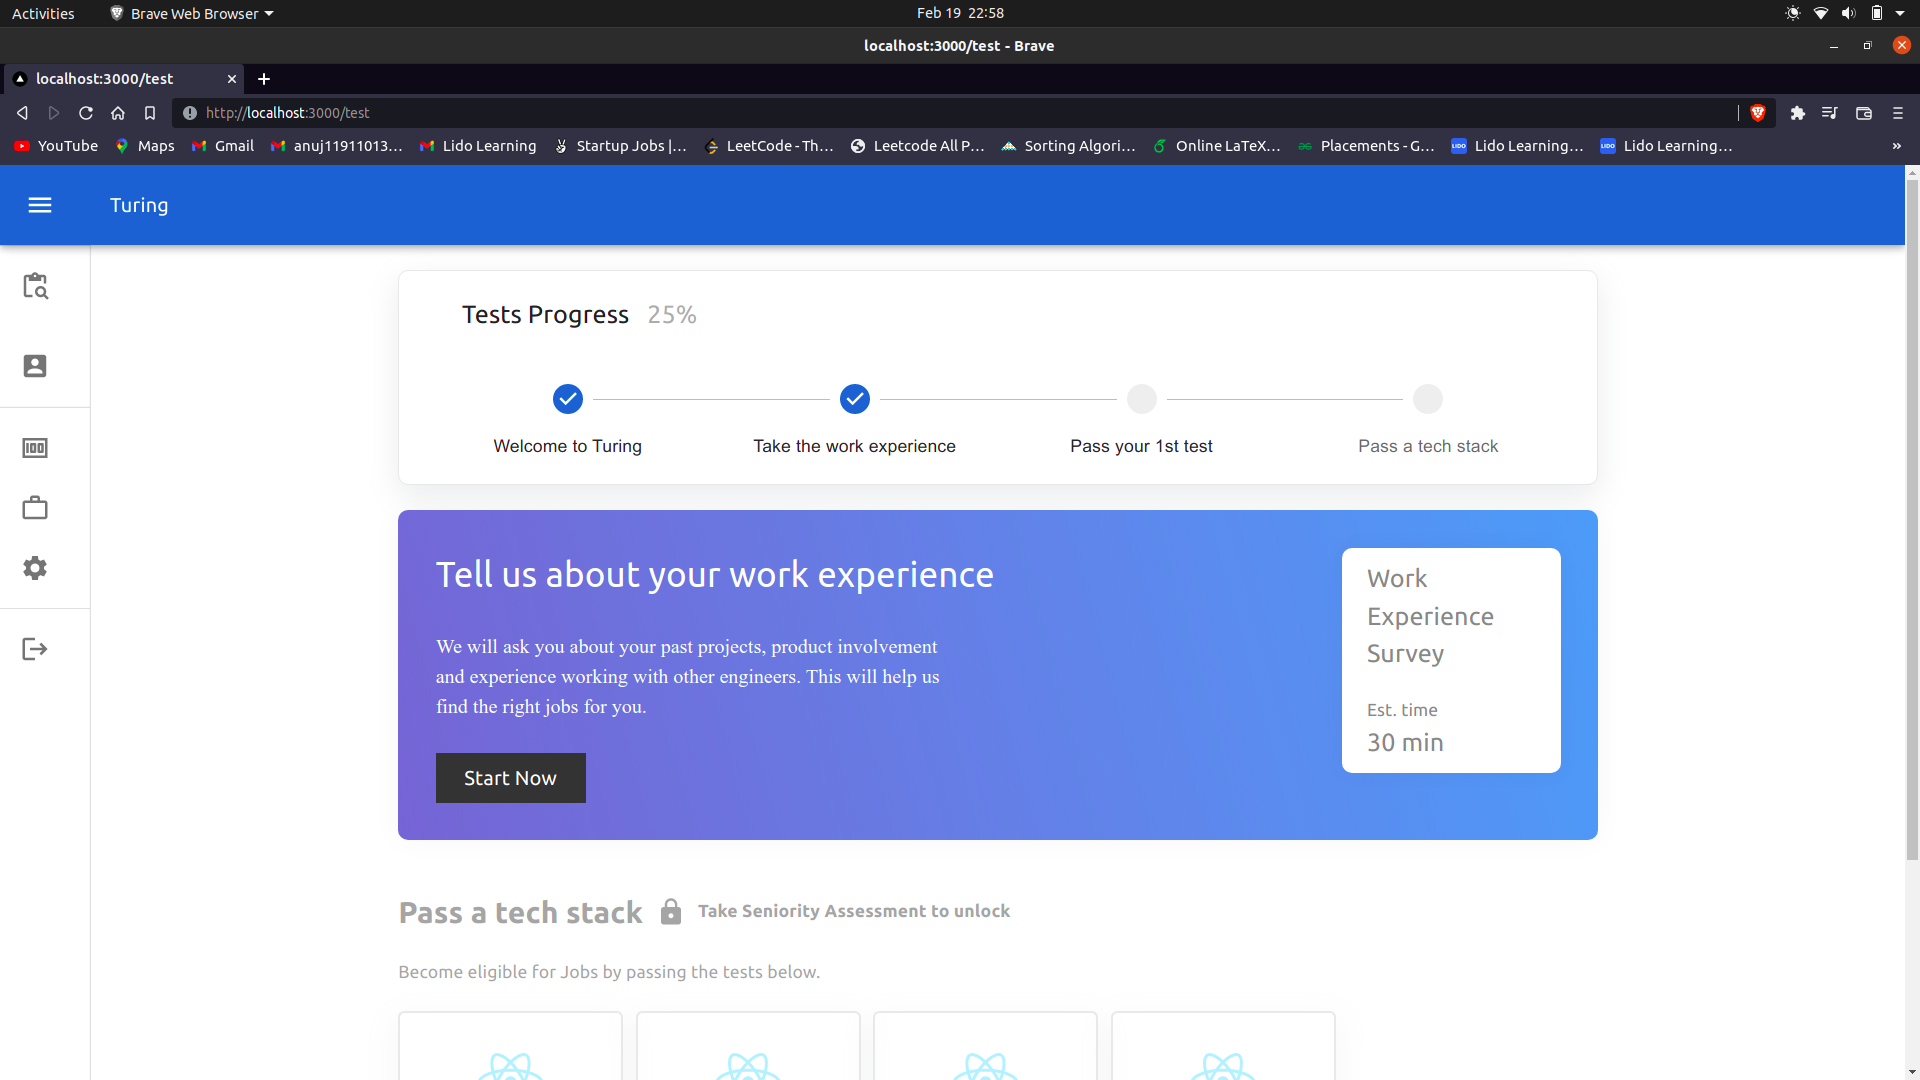 Activities Brave Web Browser Feb 19 22:58
localhost:3000/test - Brave
localhost:3000/test
http://localhost:3000/test
YouTube Maps Gmail anuj11911013... Lido Learning Startup Jobs |... LeetCode - Th... Leetcode All P... Sorting Algori... Online LaTeX... Placements - G... LIDO Lido Learning... LIDO Lido Learning... »
Turing
Tests Progress 25%
Welcome to Turing Take the work experience Pass your 1st test Pass a tech stack
Tell us about your work experience
We will ask you about your past projects, product involvement
and experience working with other engineers. This will help us
find the right jobs for you.
Start Now
Work
Experience
Survey
Est. time
30 min
Pass a tech stack Take Seniority Assessment to unlock
Become eligible for Jobs by passing the tests below.